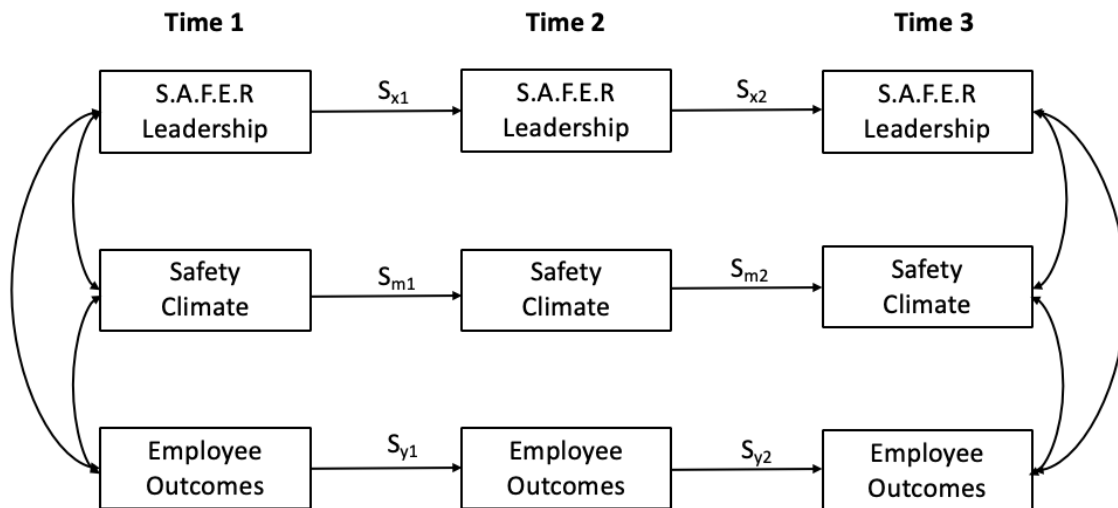 Time 1
Time 2
Time 3
S.A.F.E.R
Leadership
Sx1
S.A.F.E.R
Leadership
Sx2
S.A.F.E.R
Leadership
Safety
Climate
Sm1
Safety
Climate
Sm2
Safety
Climate
Employee
Outcomes
Sy1
Employee
Outcomes
Sy2
Employee
Outcomes